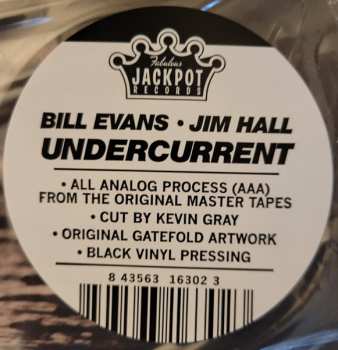 Fabulous
JACKPOT
RECORDS
BILL EVANS • JIM HALL
UNDERCURRENT
• ALL ANALOG PROCESS (AAA)
FROM THE ORIGINAL MASTER TAPES
• CUT BY KEVIN GRAY
• ORIGINAL GATEFOLD ARTWORK
• BLACK VINYL PRESSING
8 43563 16302 3